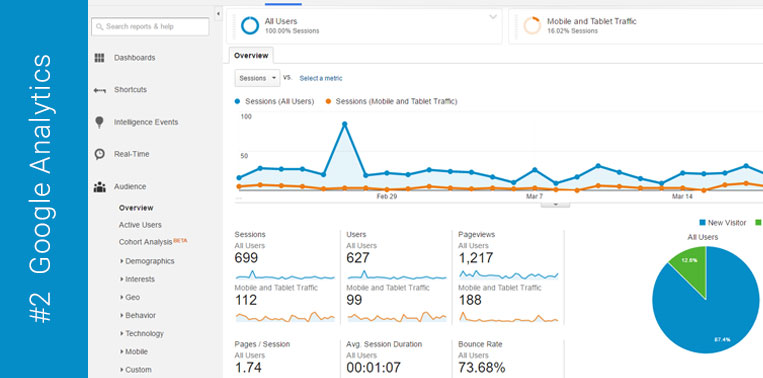 #2 Google Analytics
Search reports & help
Dashboards
Shortcuts
Intelligence Events
Real-Time
Audience
Overview
Active Users
Cohort Analysis BETA
Demographics
Interests
Geo
Behavior
Technology
Mobile
Custom
All Users
100.00% Sessions
Mobile and Tablet Traffic
16.02% Sessions
Overview
Sessions vs. Select a metric
Sessions (All Users) Sessions (Mobile and Tablet Traffic)
100
50
... Feb 29 Mar 7 Mar 14
Sessions
All Users
699
Mobile and Tablet Traffic
112
Users
All Users
627
Mobile and Tablet Traffic
99
Pageviews
All Users
1,217
Mobile and Tablet Traffic
188
Pages / Session
All Users
1.74
Avg. Session Duration
All Users
00:01:07
Bounce Rate
All Users
73.68%
New Visitor
All Users
12.6%
87.4%